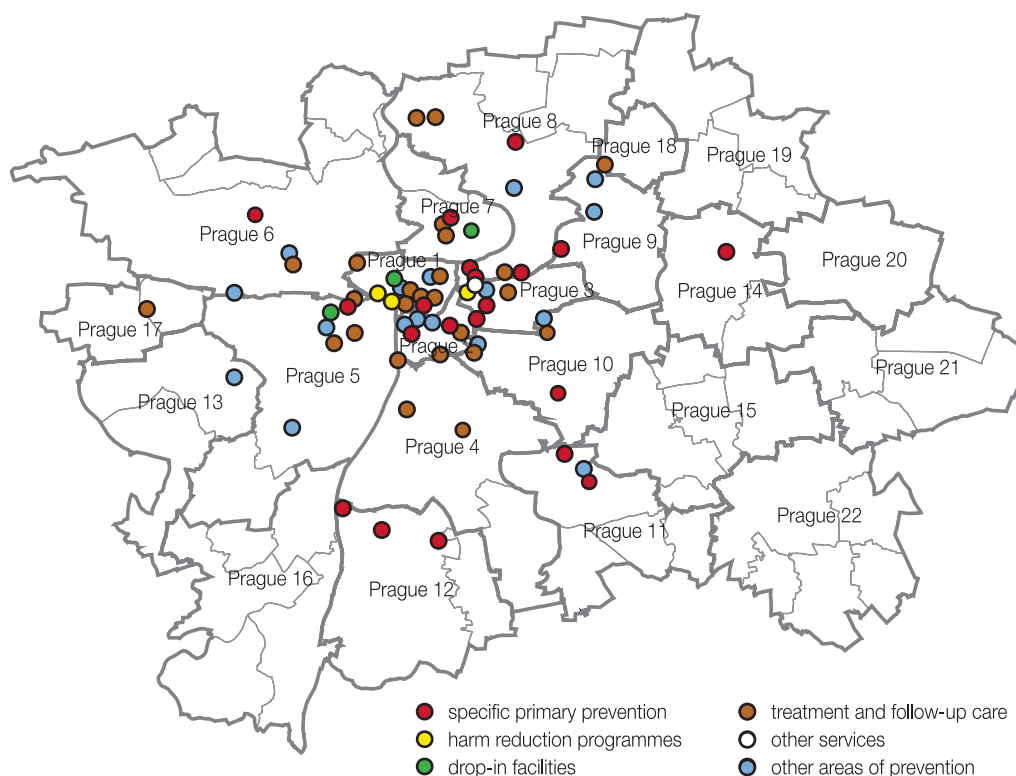 Prague 8
Prague 18
Prague 19
Prague 7
Prague 6
Prague 9
Prague 1
Prague 20
Prague 3
Prague 14
Prague 17
Prague
Prague 10
Prague 21
Prague 5
Prague 13
Prague 15
Prague 4
Prague 22
Prague 11
Prague 16
Prague 12
specific primary prevention
harm reduction programmes
drop-in facilities
treatment and follow-up care
other services
other areas of prevention